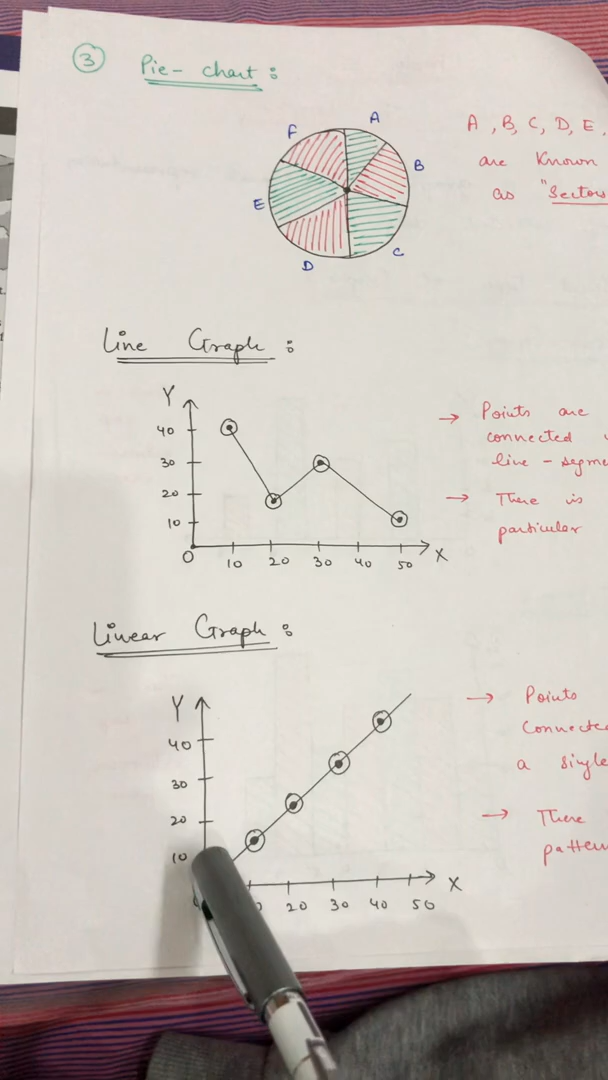 3 Pie- chart :
A
B
C
D
E
F
A, B, C, D, E,
are known
as "Sectors
Line Graph :
Y
40
30
20
10
0
10 20 30 40 50 X
→ Points are
connected
line - segme
→ There is
particular
Linear Graph :
Y
40
30
20
10
20 30 40 50 X
→ Points
Connecte
a single
→ There
patter